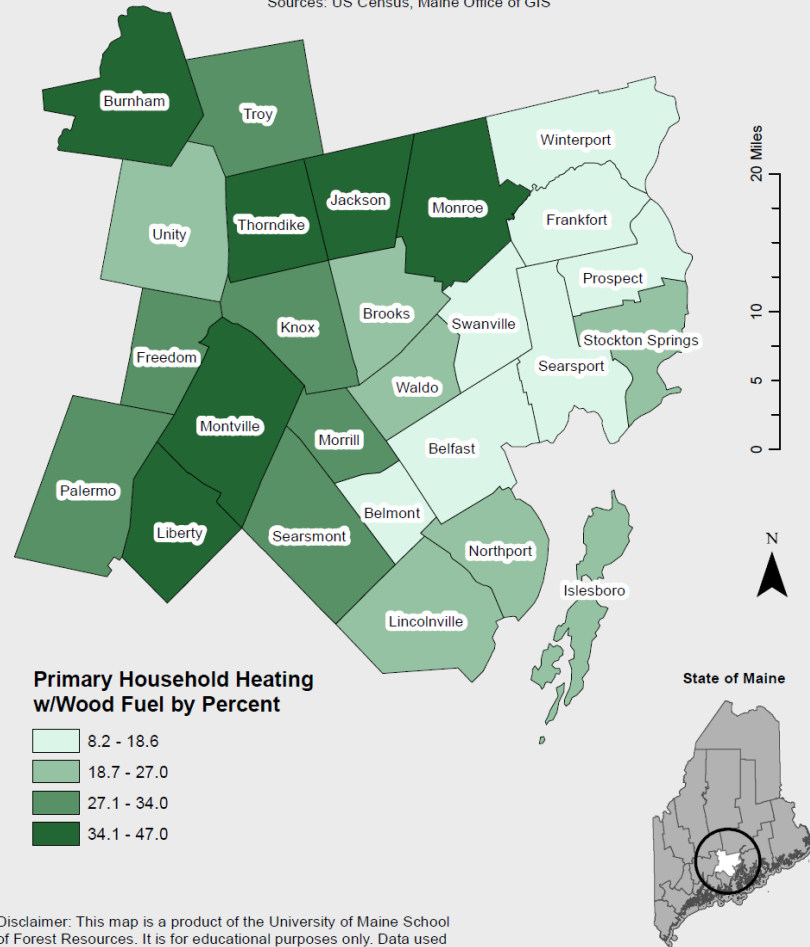 Sources: US Census, Maine Office of GIS
Burnham
Troy
Winterport
Jackson
Monroe
Thorndike
Frankfort
Unity
Prospect
Brooks
Swanville
Knox
Stockton Springs
Freedom
Searsport
Waldo
Montville
Morrill
Belfast
Palermo
Belmont
Liberty
Searsmont
Northport
Islesboro
Lincolnville
20 Miles
10
5
0
N
Primary Household Heating
w/Wood Fuel by Percent
8.2 - 18.6
18.7 - 27.0
27.1 - 34.0
34.1 - 47.0
State of Maine
Disclaimer: This map is a product of the University of Maine School
of Forest Resources. It is for educational purposes only. Data used